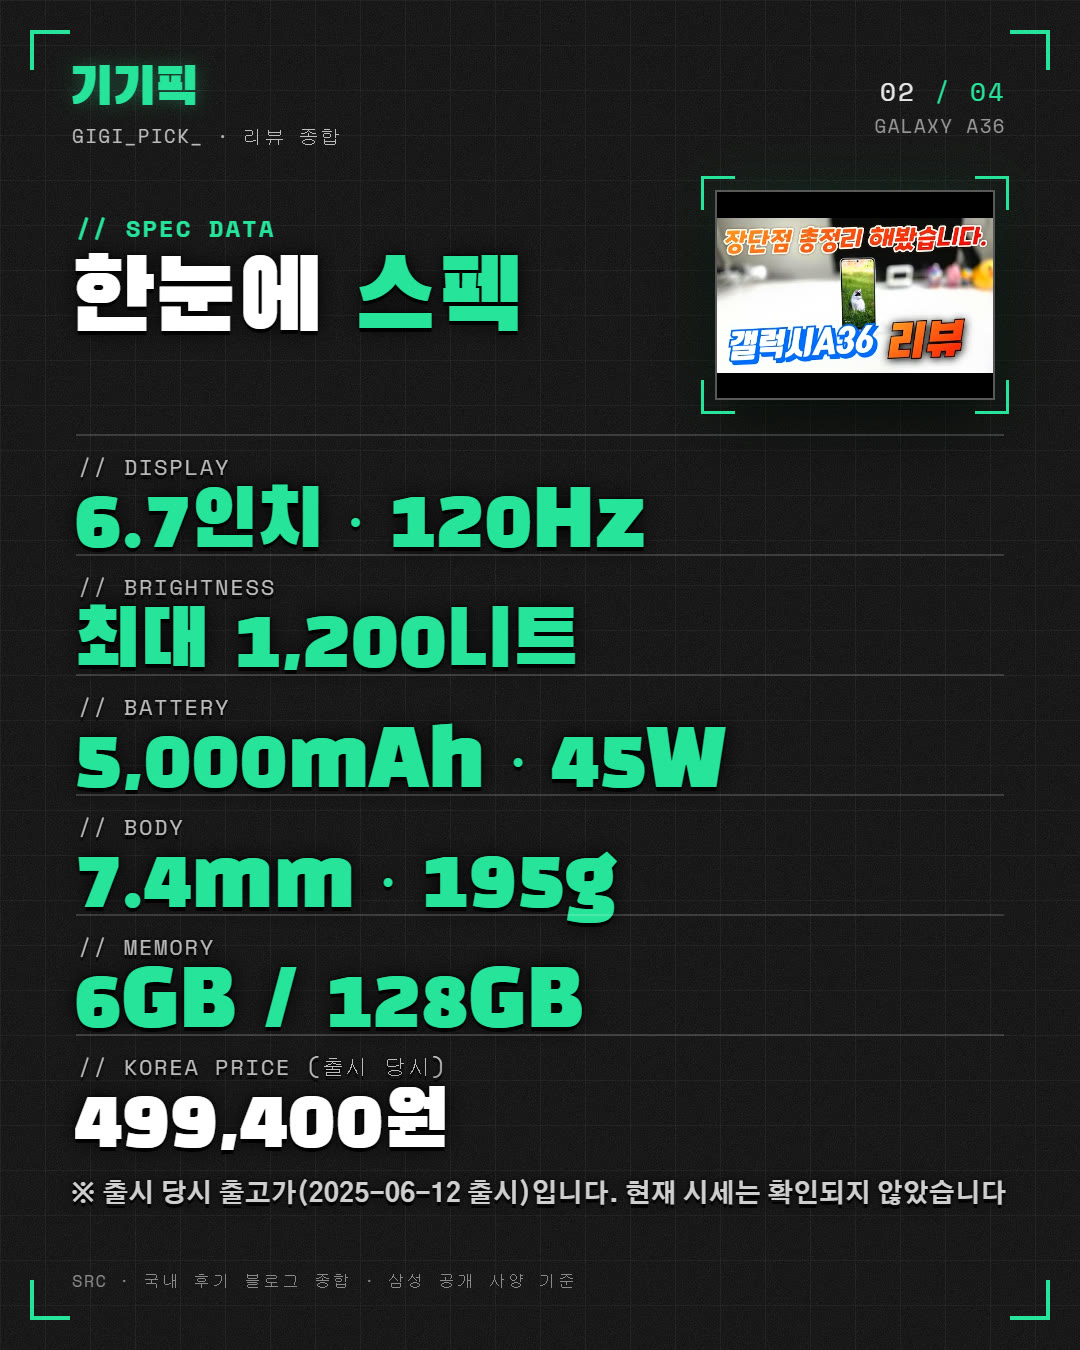 기기픽
GIGI_PICK_ · 리뷰 종합
02 / 04
GALAXY A36
// SPEC DATA
한눈에 스펙
장단점 총정리 해봤습니다.
갤럭시A36 리뷰
// DISPLAY
6.7인치 · 120Hz
// BRIGHTNESS
최대 1,200니트
// BATTERY
5,000mAh · 45W
// BODY
7.4mm · 195g
// MEMORY
6GB / 128GB
// KOREA PRICE (출시 당시)
499,400원
※ 출시 당시 출고가(2025-06-12 출시)입니다. 현재 시세는 확인되지 않았습니다
SRC · 국내 후기 블로그 종합 · 삼성 공개 사양 기준